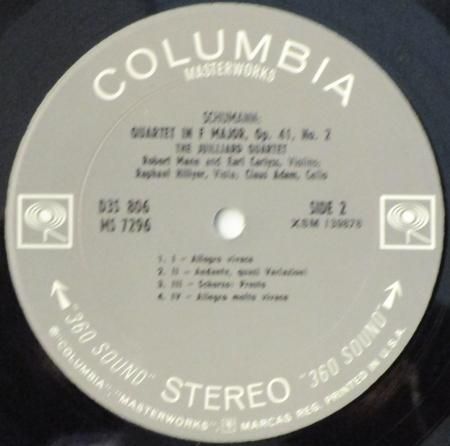 COLUMBIA
MASTERWORKS
SCHUMANN:
QUARTET IN F MAJOR, Op. 41, No. 2
THE JUILLIARD QUARTET
Robert Mann and Earl Carlyss, Violins;
Raphael Hillyer, Viola; Claus Adam, Cello
D3S 806
MS 7296
SIDE 2
XSM 139878
1. I - Allegro vivace
2. II - Andante, quasi Variazioni
3. III - Scherzo: Presto
4. IV - Allegro molto vivace
"360 SOUND" STEREO "360 SOUND"
® "COLUMBIA", "MASTERWORKS", MARCAS REG. PRINTED IN U.S.A.